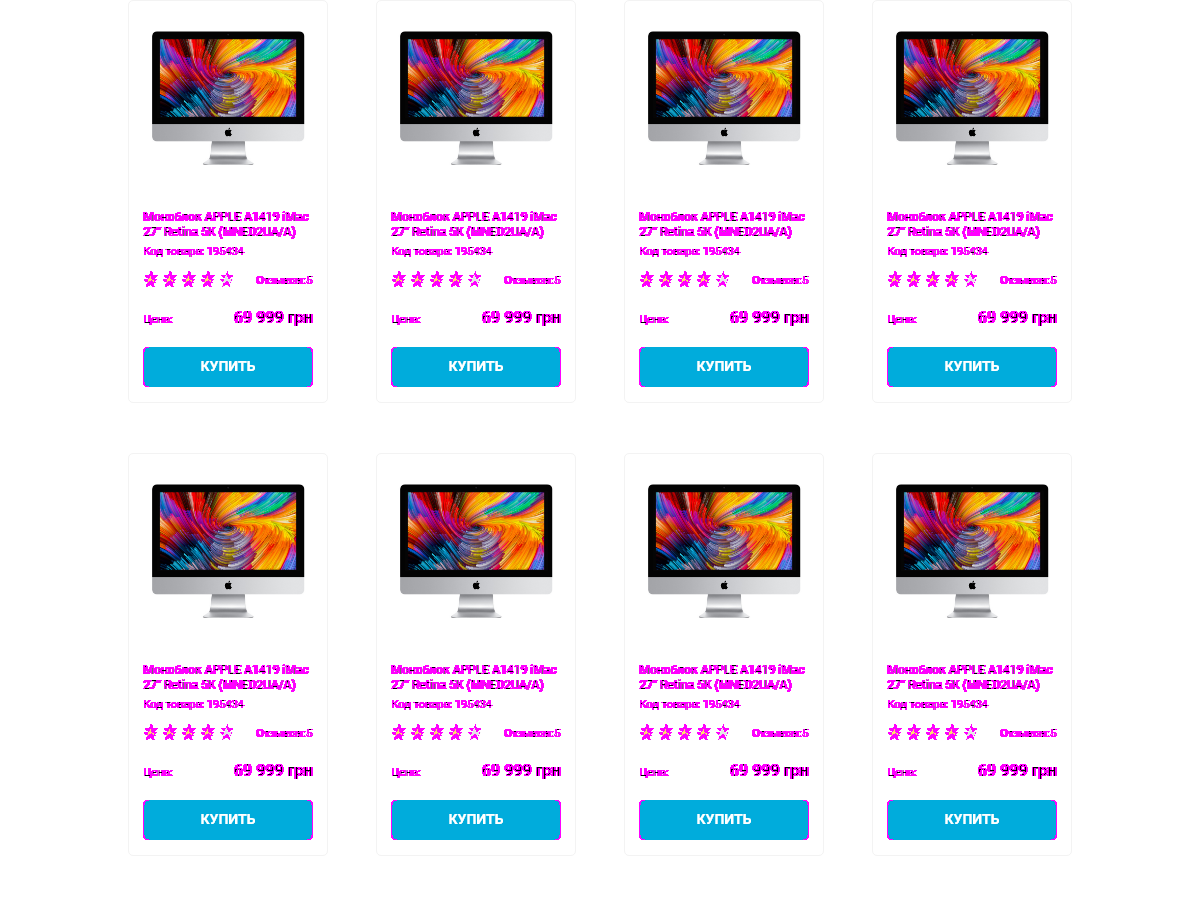 Моноблок APPLE A1419 iMac
27" Retina 5K (MNED2UA/A)
Код товара: 195434
Отзывов: 5
Цена: 69 999 грн
КУПИТЬ
Моноблок APPLE A1419 iMac
27" Retina 5K (MNED2UA/A)
Код товара: 195434
Отзывов: 5
Цена: 69 999 грн
КУПИТЬ
Моноблок APPLE A1419 iMac
27" Retina 5K (MNED2UA/A)
Код товара: 195434
Отзывов: 5
Цена: 69 999 грн
КУПИТЬ
Моноблок APPLE A1419 iMac
27" Retina 5K (MNED2UA/A)
Код товара: 195434
Отзывов: 5
Цена: 69 999 грн
КУПИТЬ
Моноблок APPLE A1419 iMac
27" Retina 5K (MNED2UA/A)
Код товара: 195434
Отзывов: 5
Цена: 69 999 грн
КУПИТЬ
Моноблок APPLE A1419 iMac
27" Retina 5K (MNED2UA/A)
Код товара: 195434
Отзывов: 5
Цена: 69 999 грн
КУПИТЬ
Моноблок APPLE A1419 iMac
27" Retina 5K (MNED2UA/A)
Код товара: 195434
Отзывов: 5
Цена: 69 999 грн
КУПИТЬ
Моноблок APPLE A1419 iMac
27" Retina 5K (MNED2UA/A)
Код товара: 195434
Отзывов: 5
Цена: 69 999 грн
КУПИТЬ